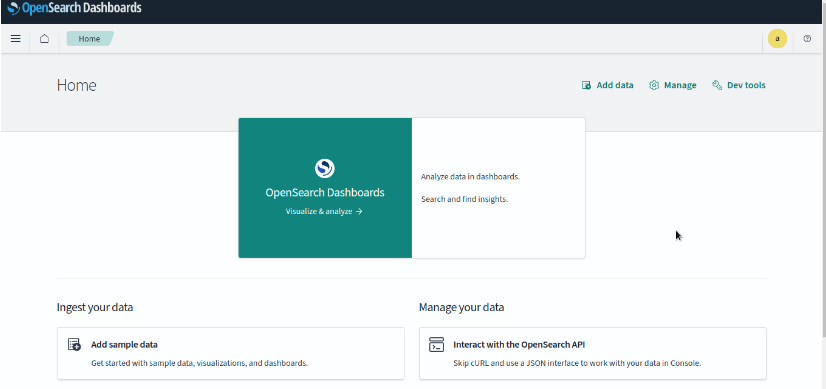 OpenSearch Dashboards
Home
a
Home
Add data
Manage
Dev tools
OpenSearch Dashboards
Visualize & analyze →
Analyze data in dashboards.
Search and find insights.
Ingest your data
Manage your data
Add sample data
Get started with sample data, visualizations, and dashboards.
Interact with the OpenSearch API
Skip cURL and use a JSON interface to work with your data in Console.